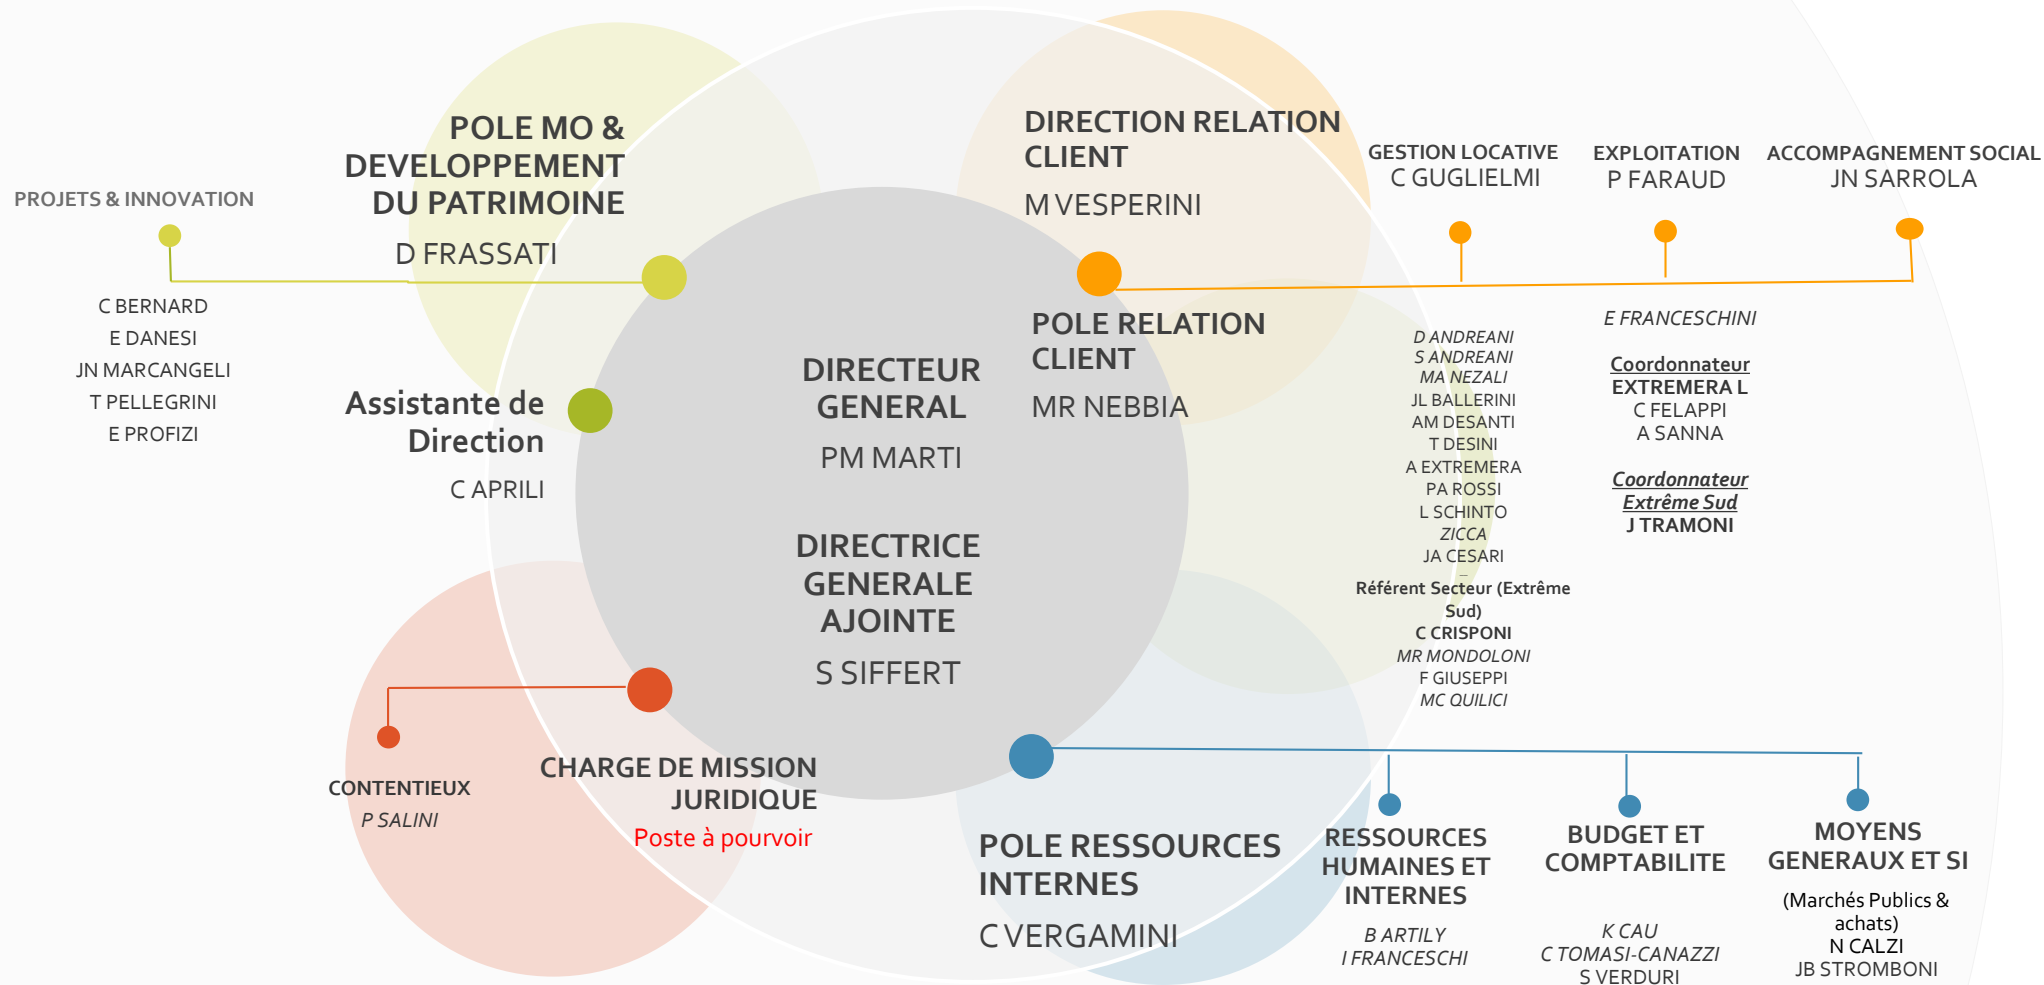 PROJETS & INNOVATION
C BERNARD
E DANESI
JN MARCANGELI
T PELLEGRINI
E PROFIZI
POLE MO &
DEVELOPPEMENT
DU PATRIMOINE
D FRASSATI
Assistante de
Direction
C APRILI
DIRECTEUR
GENERAL
PM MARTI
DIRECTRICE
GENERALE
AJOINTE
S SIFFERT
DIRECTION RELATION
CLIENT
M VESPERINI
POLE RELATION
CLIENT
MR NEBBIA
GESTION LOCATIVE
C GUGLIELMI
D ANDREANI
S ANDREANI
MA NEZALI
JL BALLERINI
AM DESANTI
T DESINI
A EXTREMERA
PA ROSSI
L SCHINTO
ZICCA
JA CESARI
–
Référent Secteur (Extrême
Sud)
C CRISPONI
MR MONDOLONI
F GIUSEPPI
MC QUILICI
EXPLOITATION
P FARAUD
E FRANCESCHINI
Coordonnateur
EXTREMERA L
C FELAPPI
A SANNA
Coordonnateur
Extrême Sud
J TRAMONI
ACCOMPAGNEMENT SOCIAL
JN SARROLA
CONTENTIEUX
P SALINI
CHARGE DE MISSION
JURIDIQUE
Poste à pourvoir
POLE RESSOURCES
INTERNES
C VERGAMINI
RESSOURCES
HUMAINES ET
INTERNES
B ARTILY
I FRANCESCHI
BUDGET ET
COMPTABILITE
K CAU
C TOMASI-CANAZZI
S VERDURI
MOYENS
GENERAUX ET SI
(Marchés Publics &
achats)
N CALZI
JB STROMBONI